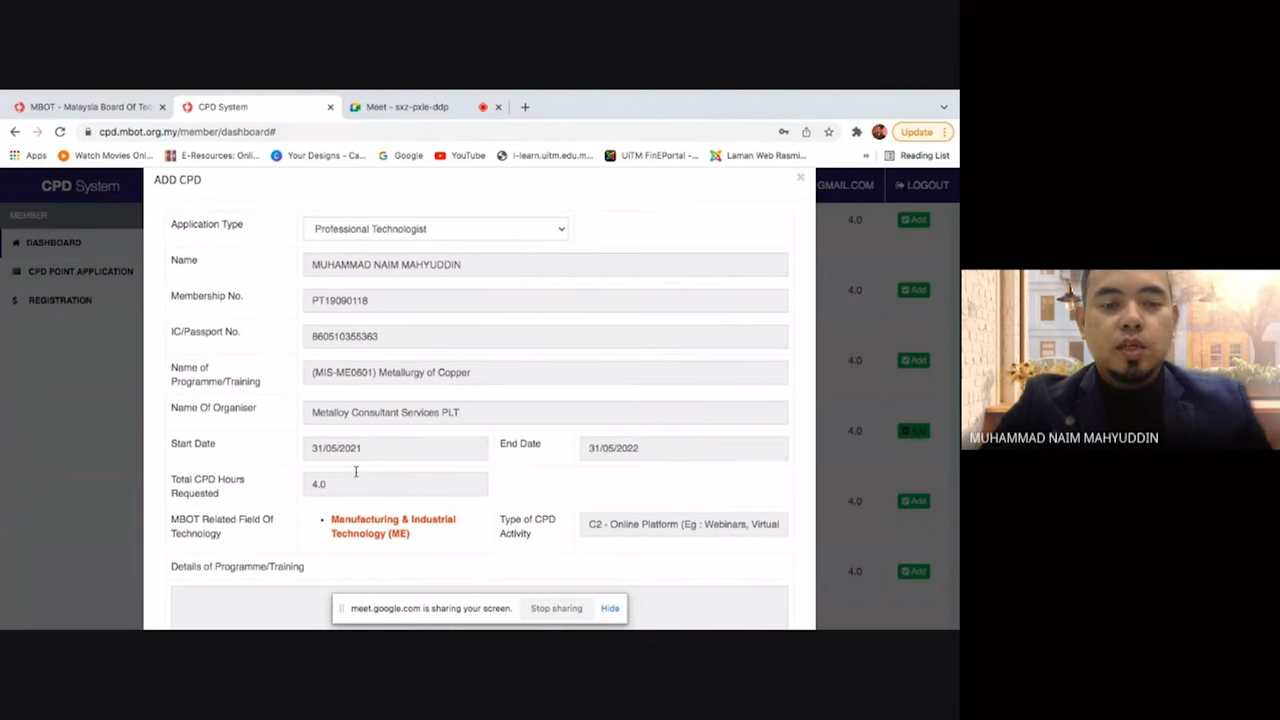 MBOT - Malaysia Board Of Tec
CPD System
Meet - sxz-pxie-ddp
cpd.mbot.org.my/member/dashboard#
Update
Apps
Watch Movies Onl...
E-Resources: Onli...
Your Designs - Ca...
Google
YouTube
i-learn.uitm.edu.m...
UiTM FinEPortal -...
Laman Web Rasmi...
»
Reading List
CPD System
ADD CPD
×
GMAIL.COM
LOGOUT
MEMBER
DASHBOARD
CPD POINT APPLICATION
$ REGISTRATION
Application Type
Professional Technologist
Name
MUHAMMAD NAIM MAHYUDDIN
Membership No.
PT19090118
IC/Passport No.
860510355363
Name of
Programme/Training
(MIS-ME0601) Metallurgy of Copper
Name Of Organiser
Metalloy Consultant Services PLT
Start Date
31/05/2021
End Date
31/05/2022
Total CPD Hours
Requested
4.0
MBOT Related Field Of
Technology
• Manufacturing & Industrial
Technology (ME)
Type of CPD
Activity
C2 - Online Platform (Eg : Webinars, Virtual
Details of Programme/Training
4.0 Add
4.0 Add
4.0 Add
4.0 Add
4.0 Add
4.0 Add
meet.google.com is sharing your screen.
Stop sharing
Hide
MUHAMMAD NAIM MAHYUDDIN